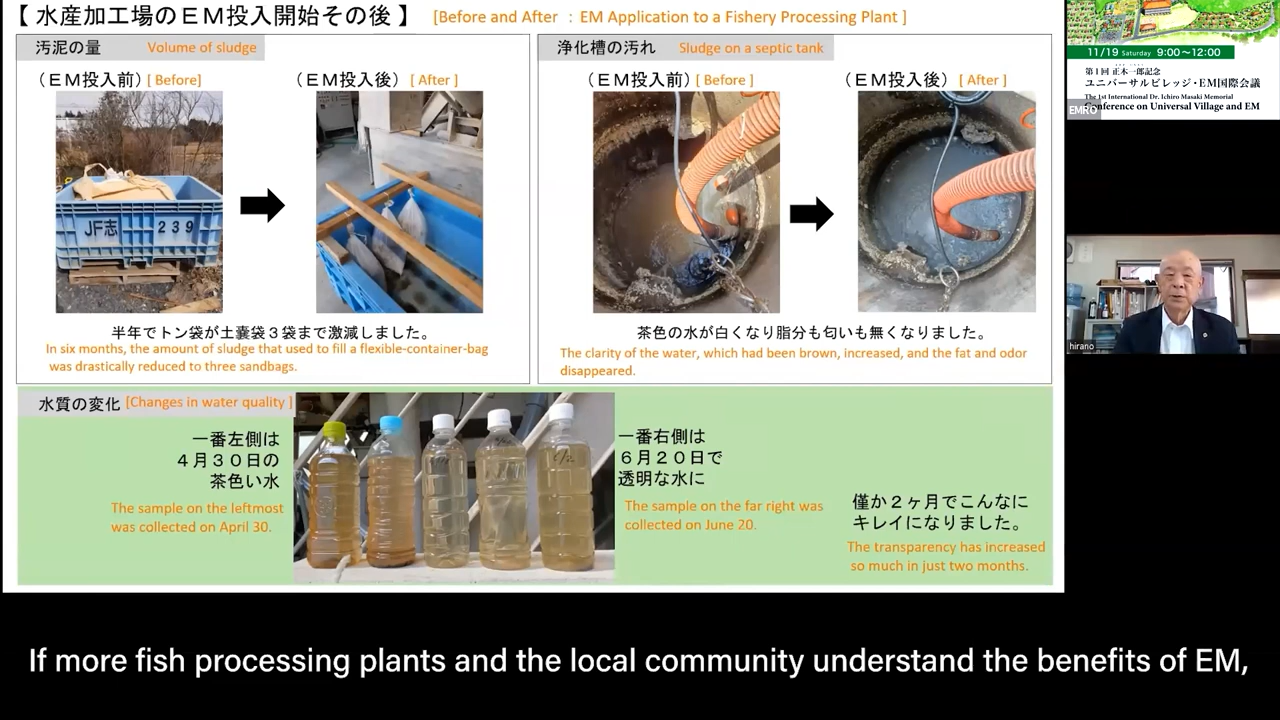 【 水産加工場のＥＭ投入開始その後 】
[Before and After : EM Application to a Fishery Processing Plant ]
汚泥の量
Volume of sludge
（ＥＭ投入前）[ Before]
（ＥＭ投入後）[ After ]
JF志
239
半年でトン袋が土嚢袋３袋まで激減しました。
In six months, the amount of sludge that used to fill a flexible-container-bag
was drastically reduced to three sandbags.
浄化槽の汚れ
Sludge on a septic tank
（ＥＭ投入前）[ Before ]
（ＥＭ投入後）[ After ]
茶色の水が白くなり脂分も匂いも無くなりました。
The clarity of the water, which had been brown, increased, and the fat and odor
disappeared.
水質の変化
[Changes in water quality ]
一番左側は
４月３０日の
茶色い水
The sample on the leftmost
was collected on April 30.
一番右側は
６月２０日で
透明な水に
The sample on the far right was
collected on June 20.
僅か２ヶ月でこんなに
キレイになりました。
The transparency has increased
so much in just two months.
11/19 Saturday 9:00～12:00
第1回 正木一郎記念
ユニバーサルビレッジ・EM国際会議
The 1st International Dr. Ichiro Masaki Memorial
Conference on Universal Village and EM
EMRO
hirano
If more fish processing plants and the local community understand the benefits of EM,